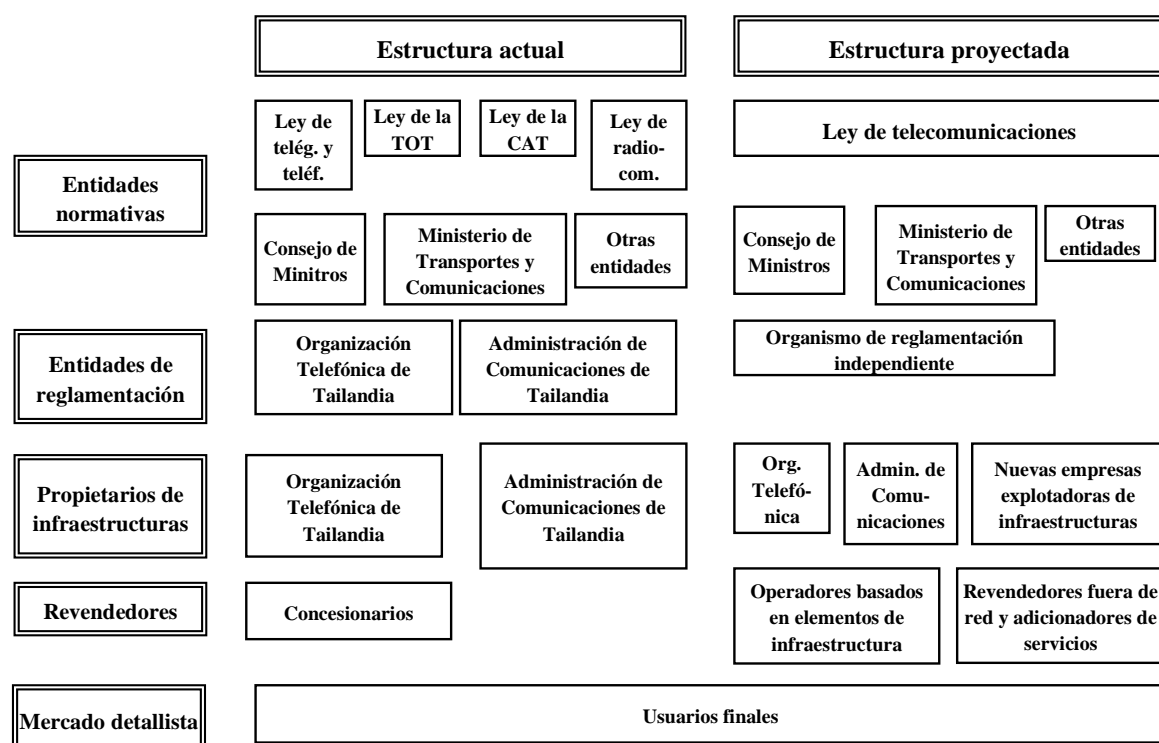 Estructura actual
Estructura proyectada
Entidades
normativas
Ley de
telég. y
teléf.
Ley de la
TOT
Ley de la
CAT
Ley de
radio-
com.
Ley de telecomunicaciones
Consejo de
Minitros
Ministerio de
Transportes y
Comunicaciones
Otras
entidades
Consejo de
Ministros
Ministerio de
Transportes y
Comunicaciones
Otras
entidades
Entidades de
reglamentación
Organización
Telefónica de
Tailandia
Administración de
Comunicaciones de
Tailandia
Organismo de reglamentación
independiente
Propietarios de
infraestructuras
Organización
Telefónica de
Tailandia
Administración de
Comunicaciones de
Tailandia
Org.
Telefó-
nica
Admin. de
Comu-
nicaciones
Nuevas empresas
explotadoras de
infraestructuras
Revendedores
Concesionarios
Operadores basados
en elementos de
infraestructura
Revendedores fuera de
red y adicionadores de
servicios
Mercado detallista
Usuarios finales